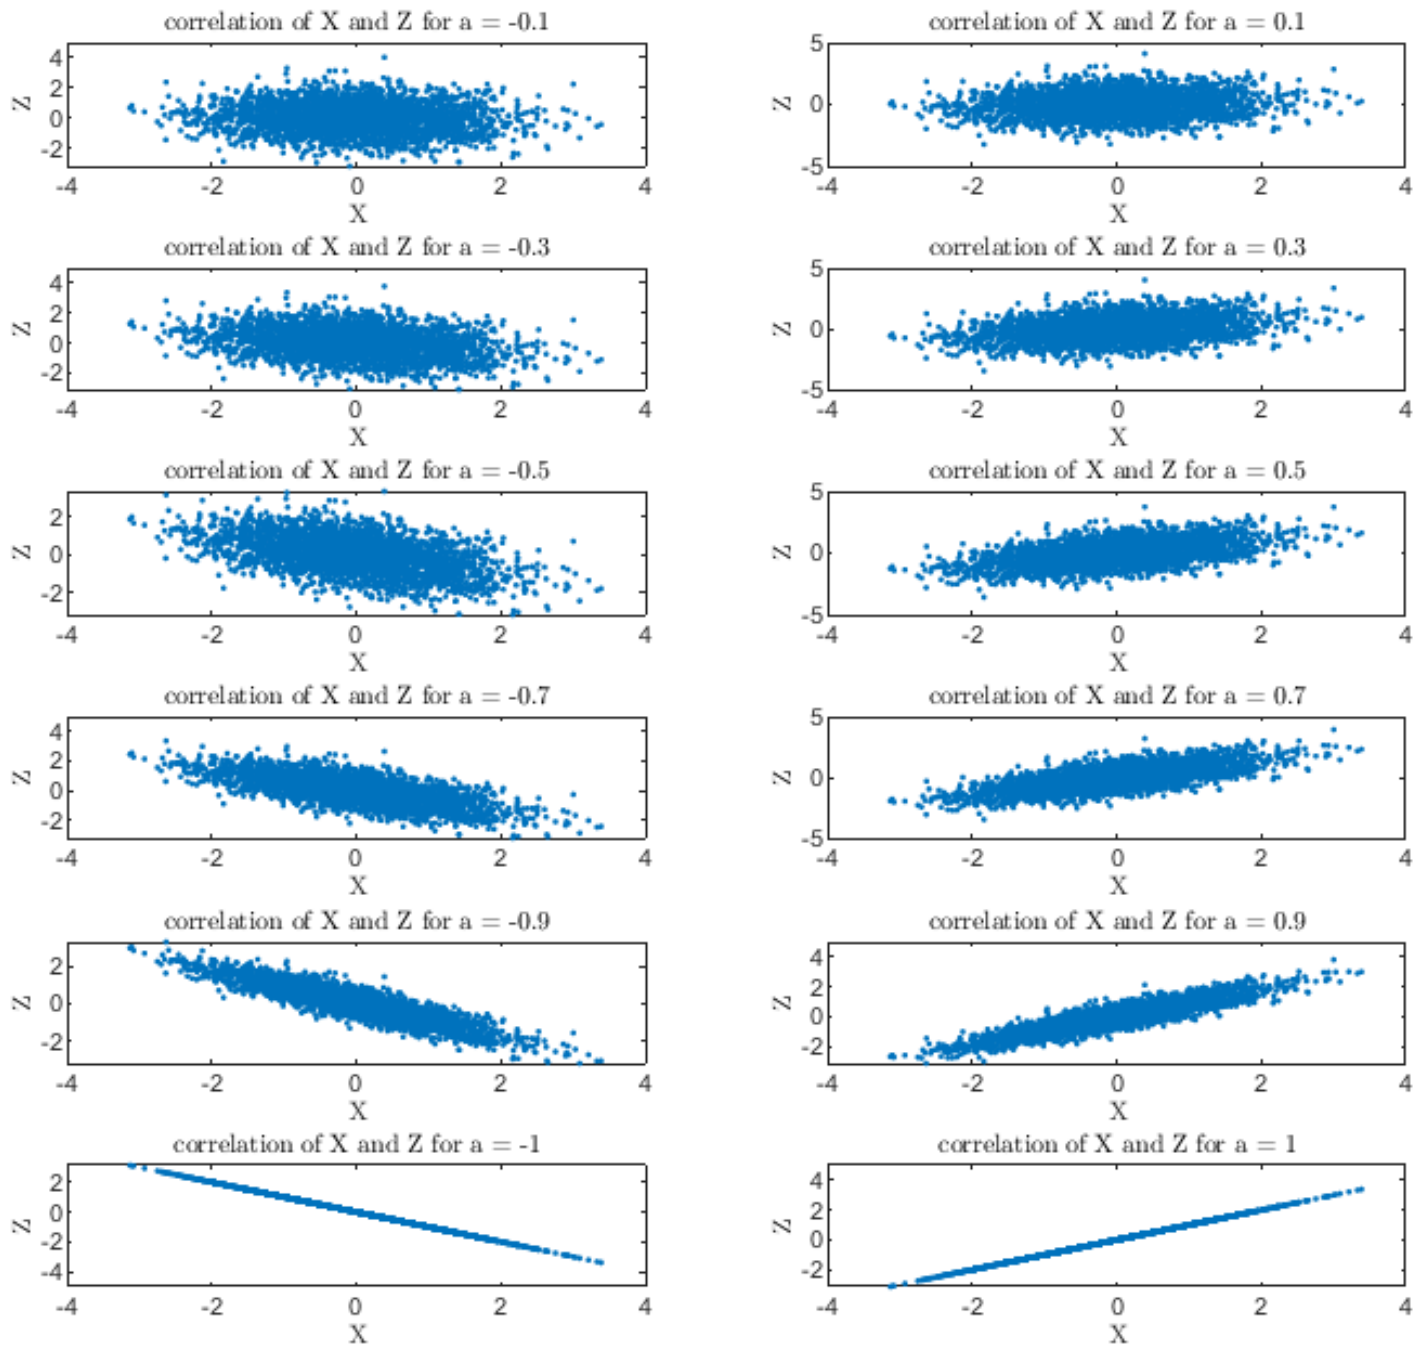 correlation of X and Z for a = -0.1
4
2
0
-2
Z
-4 -2 0 2 4
X
correlation of X and Z for a = 0.1
5
0
-5
Z
-4 -2 0 2 4
X
correlation of X and Z for a = -0.3
4
2
0
-2
Z
-4 -2 0 2 4
X
correlation of X and Z for a = 0.3
5
0
-5
Z
-4 -2 0 2 4
X
correlation of X and Z for a = -0.5
2
0
-2
Z
-4 -2 0 2 4
X
correlation of X and Z for a = 0.5
5
0
-5
Z
-4 -2 0 2 4
X
correlation of X and Z for a = -0.7
4
2
0
-2
Z
-4 -2 0 2 4
X
correlation of X and Z for a = 0.7
5
0
-5
Z
-4 -2 0 2 4
X
correlation of X and Z for a = -0.9
2
0
-2
Z
-4 -2 0 2 4
X
correlation of X and Z for a = 0.9
4
2
0
-2
Z
-4 -2 0 2 4
X
correlation of X and Z for a = -1
2
0
-2
-4
Z
-4 -2 0 2 4
X
correlation of X and Z for a = 1
4
2
0
-2
Z
-4 -2 0 2 4
X